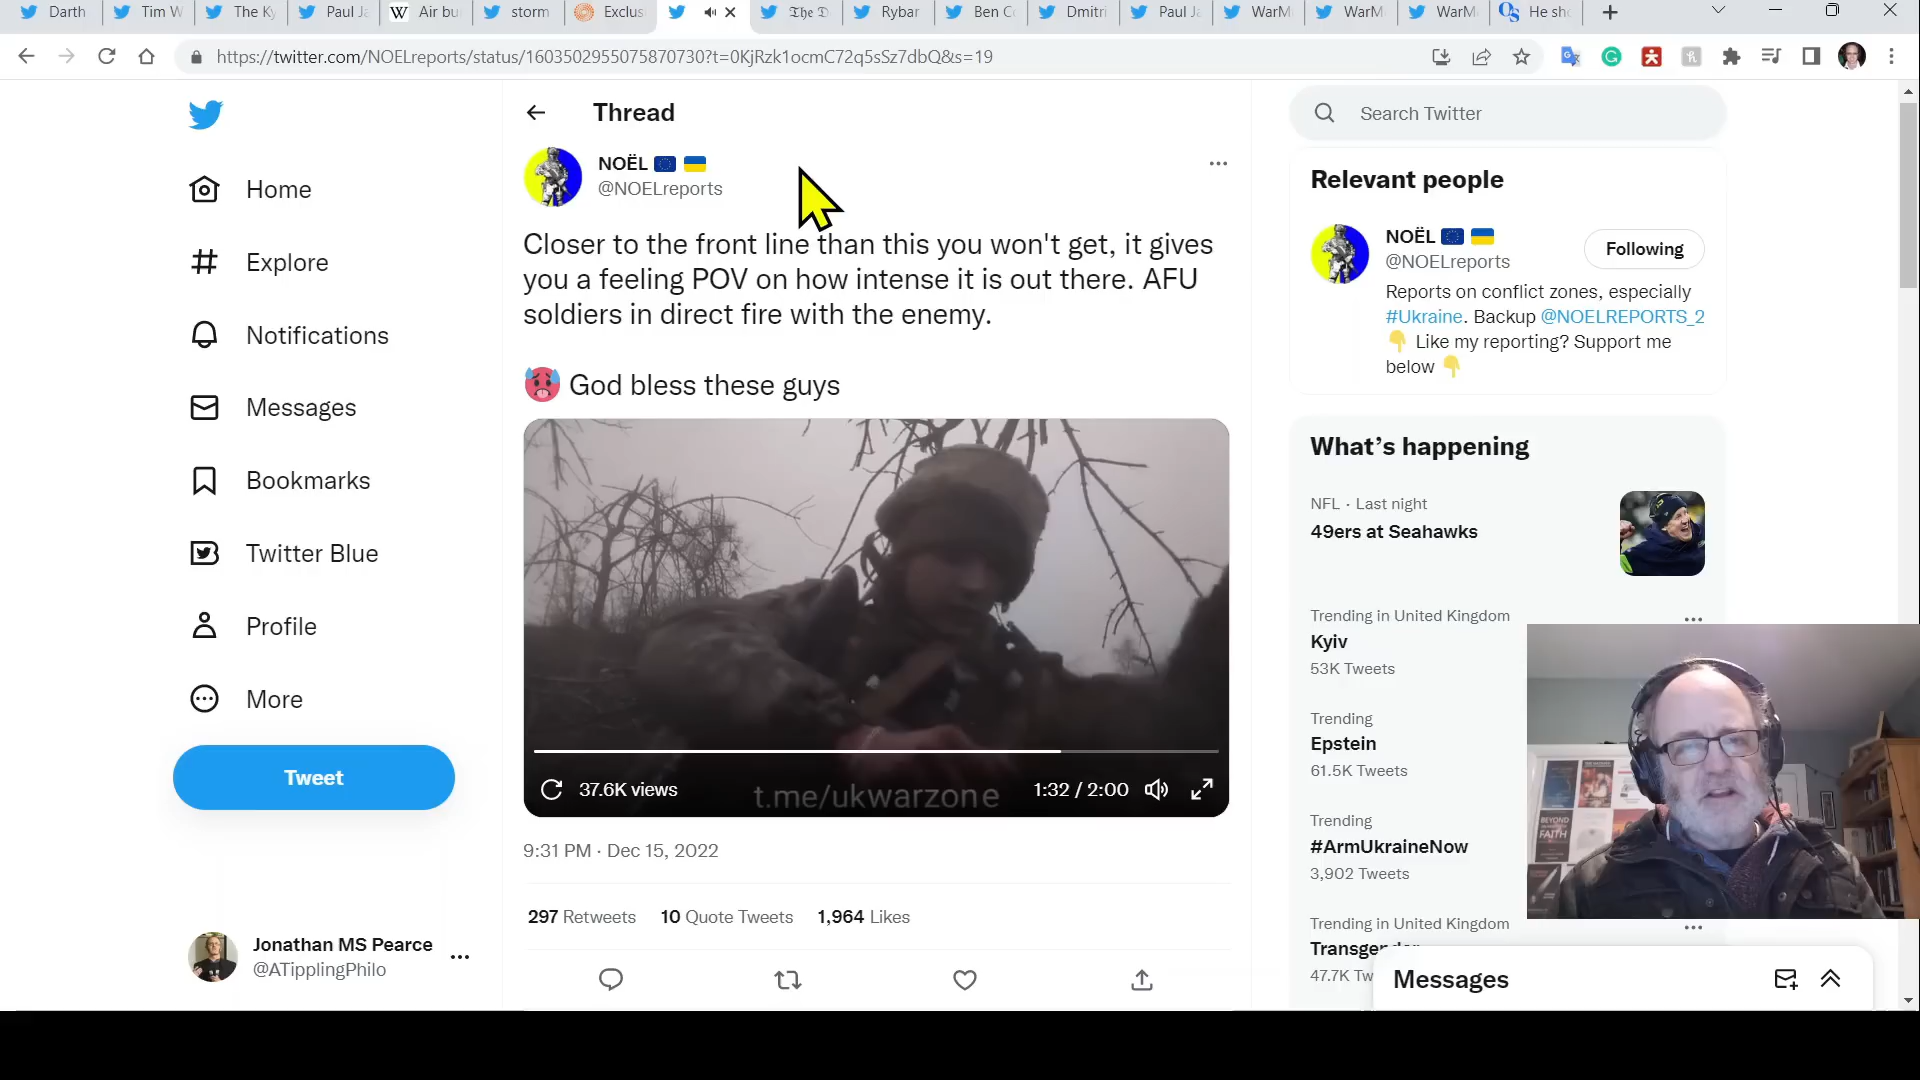 Darth
Tim W
The Ky
Paul Ja
Air bu
storm
Exclus
The D
Rybar
Ben C
Dmitri
Paul Ja
WarM
WarM
WarM
He sho
https://twitter.com/NOELreports/status/1603502955075870730?t=0KjRzk1ocmC72q5sSz7dbQ&s=19
Home
Explore
Notifications
Messages
Bookmarks
Twitter Blue
Profile
More
Tweet
Jonathan MS Pearce
@ATipplingPhilo
Thread
NOËL
@NOELreports
Closer to the front line than this you won't get, it gives
you a feeling POV on how intense it is out there. AFU
soldiers in direct fire with the enemy.
God bless these guys
37.6K views
t.me/ukwarzone
1:32 / 2:00
9:31 PM · Dec 15, 2022
297 Retweets 10 Quote Tweets 1,964 Likes
Search Twitter
Relevant people
NOËL
@NOELreports
Following
Reports on conflict zones, especially
#Ukraine. Backup @NOELREPORTS_2
Like my reporting? Support me
below
What's happening
NFL · Last night
49ers at Seahawks
Trending in United Kingdom
Kyiv
53K Tweets
Trending
Epstein
61.5K Tweets
Trending
#ArmUkraineNow
3,902 Tweets
Trending in United Kingdom
Transgender
47.7K Tw
Messages
BEYOND
FAITH